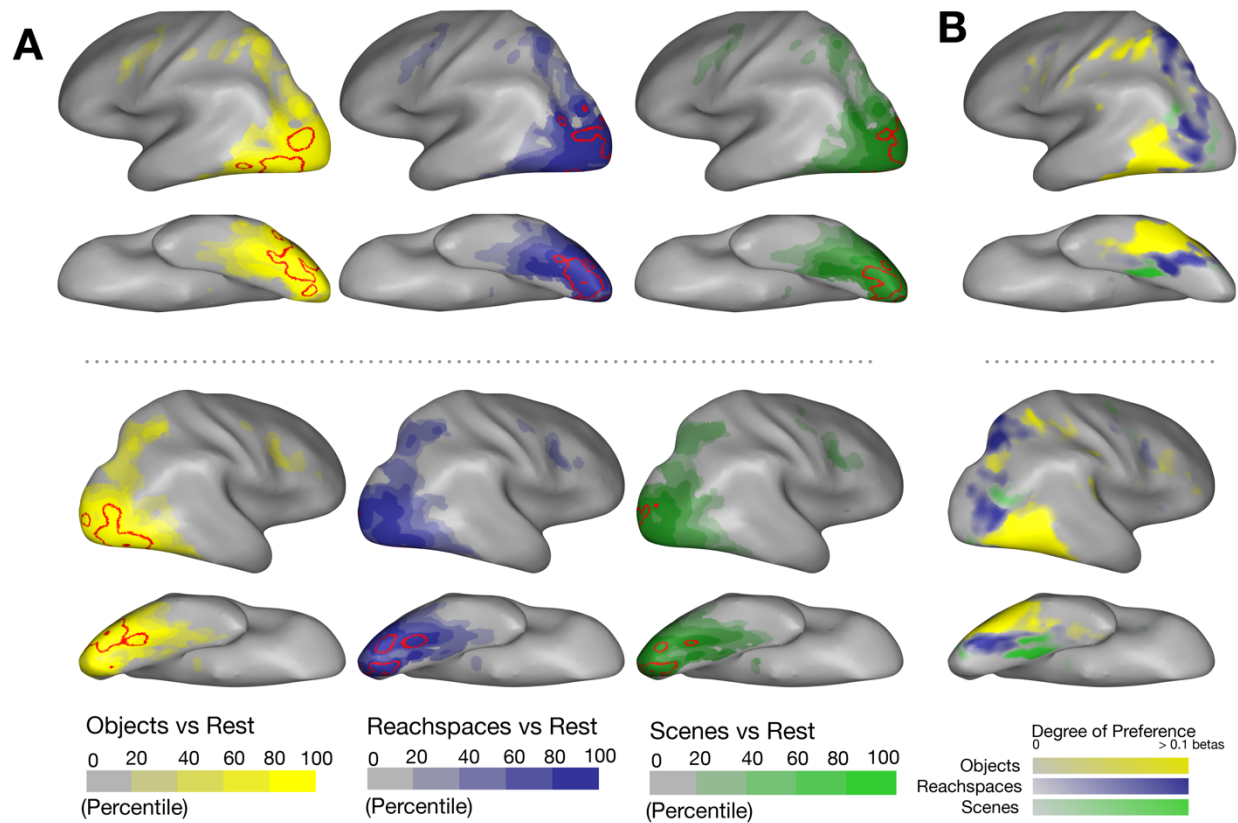 A
B
Objects vs Rest
0 20 40 60 80 100
(Percentile)
Reachspaces vs Rest
0 20 40 60 80 100
(Percentile)
Scenes vs Rest
0 20 40 60 80 100
(Percentile)
Degree of Preference
0 > 0.1 betas
Objects
Reachspaces
Scenes